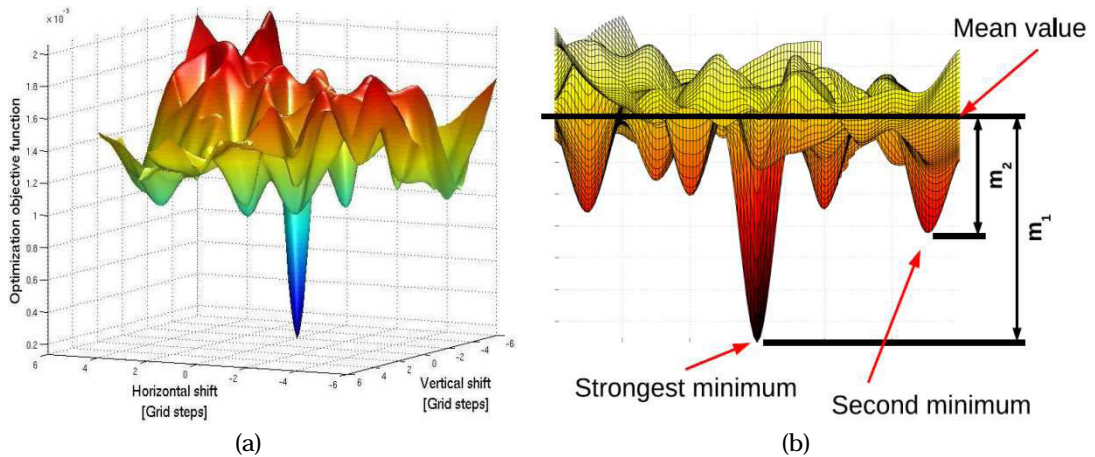 × 10⁻³
2
1.8
1.6
1.4
1.2
1
0.8
0.6
0.4
0.2
Optimization objective function
6
4
2
0
-2
-4
-6
Horizontal shift
[Grid steps]
6
4
2
0
-2
-4
-6
Vertical shift
[Grid steps]
(a)
Mean value
m₂
m₁
Strongest minimum
Second minimum
(b)